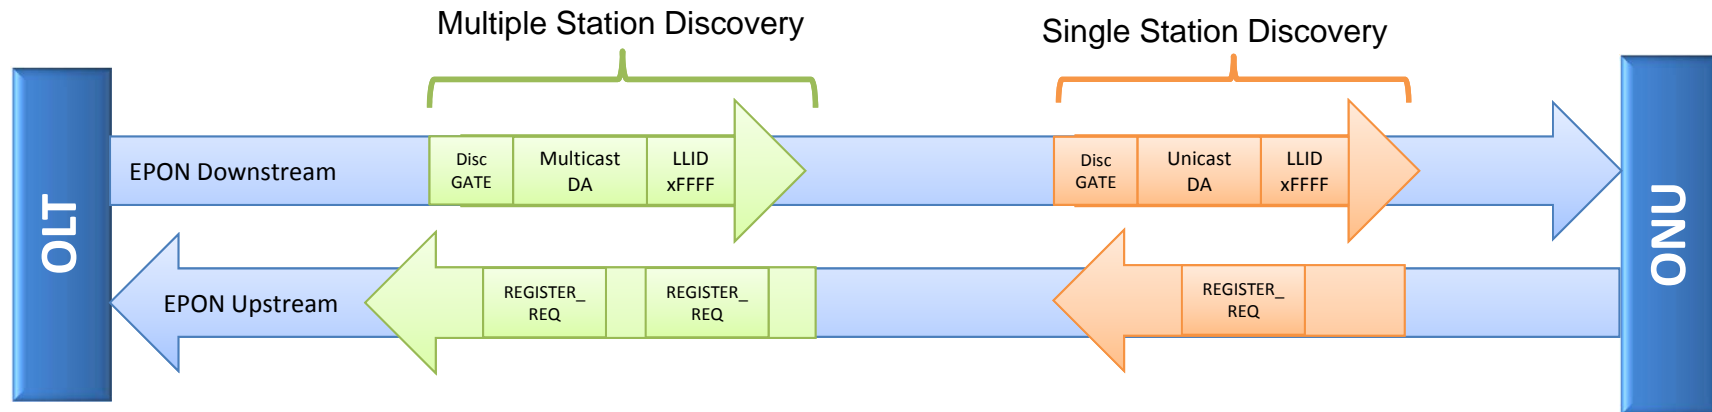 Multiple Station Discovery
Single Station Discovery
OLT
EPON Downstream
Disc
GATE
Multicast
DA
LLID
xFFFF
Disc
GATE
Unicast
DA
LLID
xFFFF
ONU
EPON Upstream
REGISTER_
REQ
REGISTER_
REQ
REGISTER_
REQ